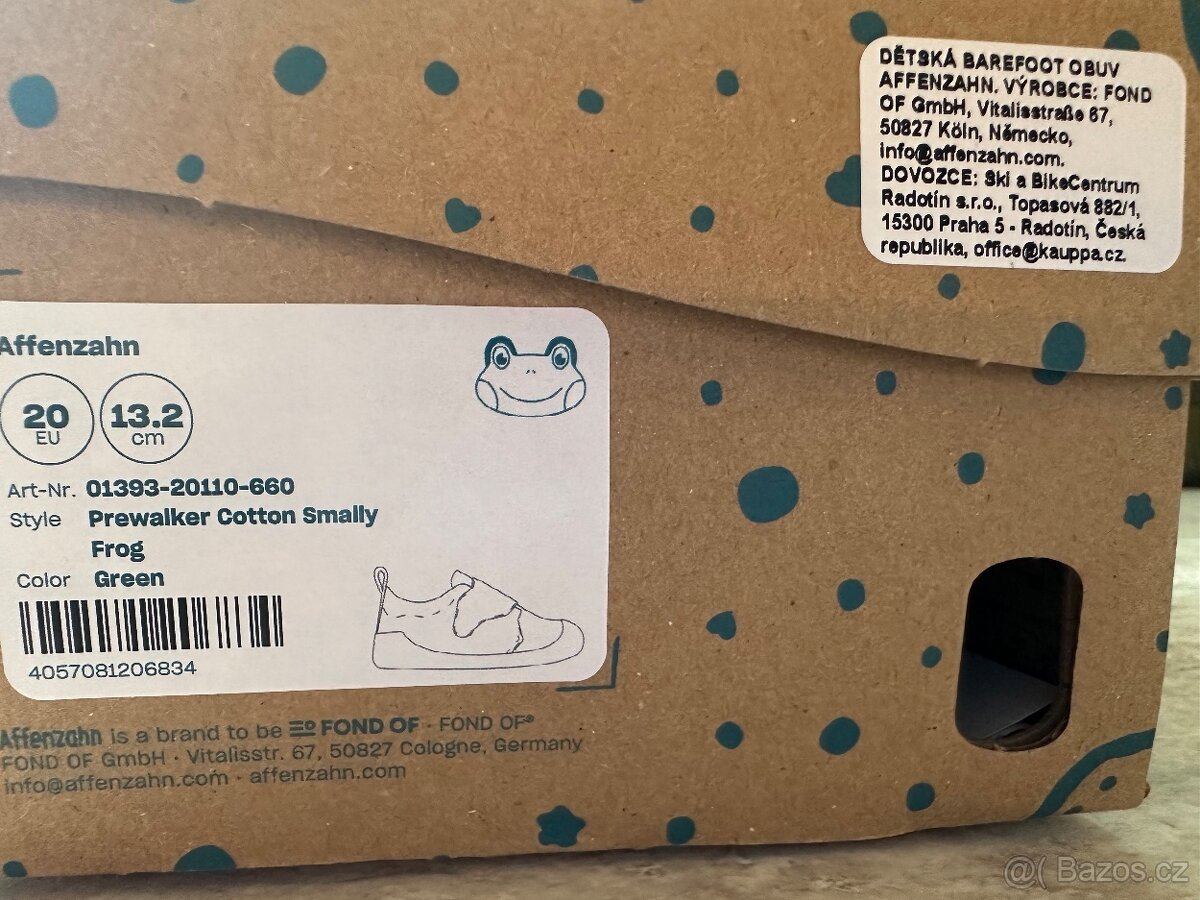 DĚTSKÁ BAREFOOT OBUV
AFFENZAHN. VÝROBCE: FOND
OF GmbH, Vitalisstraße 67,
50827 Köln, Německo,
info@affenzahn.com.
DOVOZCE: Ski a BikeCentrum
Radotín s.r.o., Topasová 882/1,
15300 Praha 5 - Radotín, Česká
republika, office@kauppa.cz.
Affenzahn
20
EU
13.2
cm
Art-Nr. 01393-20110-660
Style Prewalker Cotton Smally
Frog
Color Green
4057081206834
Affenzahn is a brand to be FOND OF · FOND OF®
FOND OF GmbH · Vitalisstr. 67, 50827 Cologne, Germany
info@affenzahn.com · affenzahn.com
@( Bazos.cz